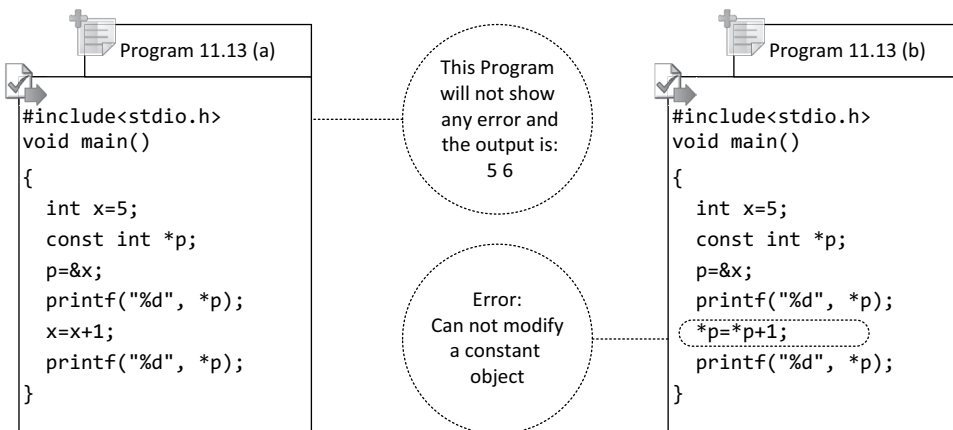 Program 11.13 (a)
#include<stdio.h>
void main()
{
int x=5;
const int *p;
p=&x;
printf("%d", *p);
x=x+1;
printf("%d", *p);
}
This Program
will not show
any error and
the output is:
5 6
Error:
Can not modify
a constant
object
Program 11.13 (b)
#include<stdio.h>
void main()
{
int x=5;
const int *p;
p=&x;
printf("%d", *p);
*p=*p+1;
printf("%d", *p);
}